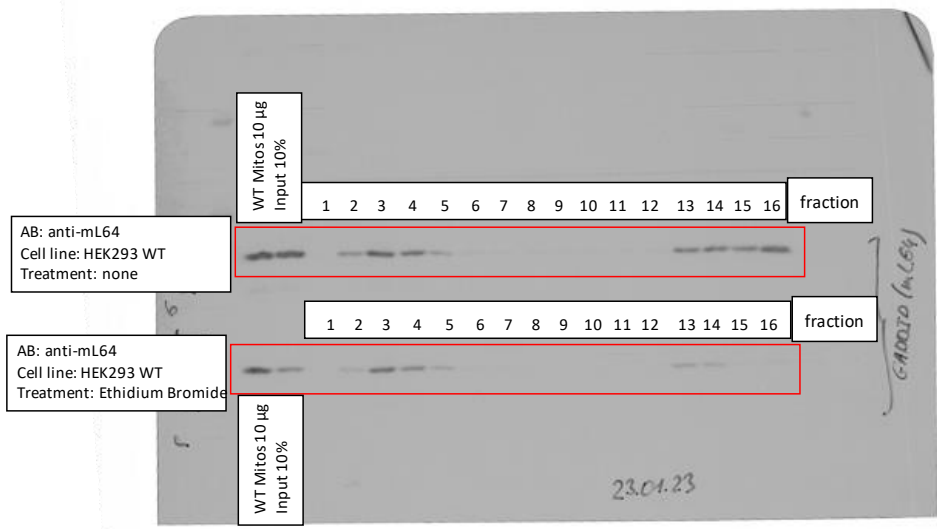 WT Mitos 10 µg
Input 10%
1 2 3 4 5 6 7 8 9 10 11 12 13 14 15 16
fraction
AB: anti-mL64
Cell line: HEK293 WT
Treatment: none
1 2 3 4 5 6 7 8 9 10 11 12 13 14 15 16
fraction
AB: anti-mL64
Cell line: HEK293 WT
Treatment: Ethidium Bromide
WT Mitos 10 µg
Input 10%
(mL64)
23.01.23